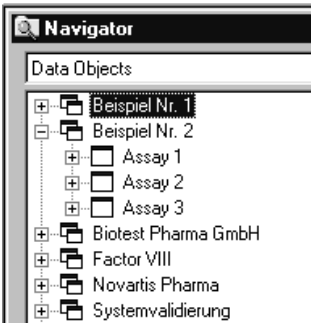 Navigator
Data Objects
Beispiel Nr. 1
Beispiel Nr. 2
Assay 1
Assay 2
Assay 3
Biotest Pharma GmbH
Factor VIII
Novartis Pharma
Systemvalidierung